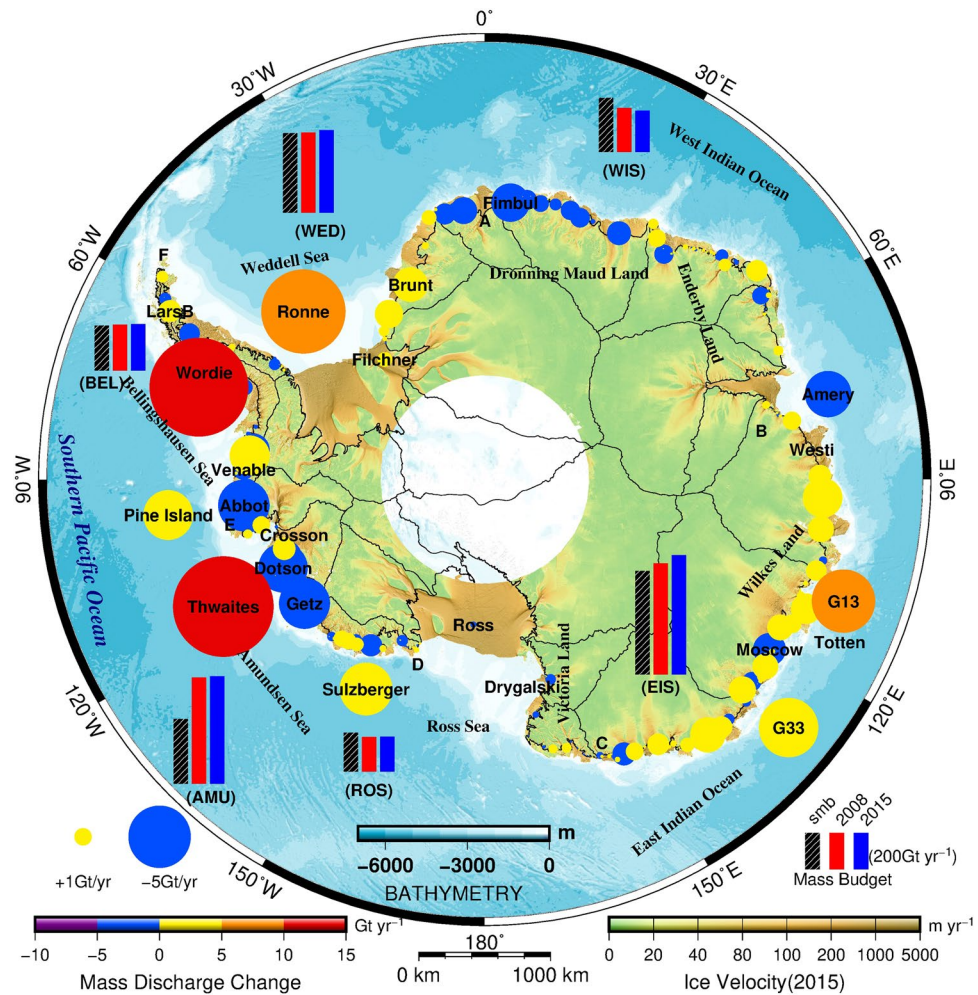 0°
30°W
30°E
West Indian Ocean
(WIS)
(WED)
60°W
60°E
Weddell Sea
F
Fimbul
A
Dronning Maud Land
Enderby Land
Brunt
Ronne
LarsB
Filchner
(BEL)
Wordie
Bellingshausen Sea
Amery
B
Westi
Southern Pacific Ocean
90°W
90°E
Venable
Abbot
Pine Island
E
Crosson
Dotson
Getz
Thwaites
Wilkes Land
G13
Totten
Ross
Moscow
D
Drygalski
Victoria Land
(EIS)
Sulzberger
Amundsen Sea
Ross Sea
C
G33
120°W
120°E
(AMU)
(ROS)
East Indian Ocean
smb
2008
2015
(200Gt yr⁻¹)
Mass Budget
m
−6000 −3000 0
BATHYMETRY
+1Gt/yr −5Gt/yr
150°W
150°E
180°
Gt yr⁻¹
−10 −5 0 5 10 15
Mass Discharge Change
0 km 1000 km
m yr⁻¹
0 20 40 80 200 1000 5000
Ice Velocity(2015)